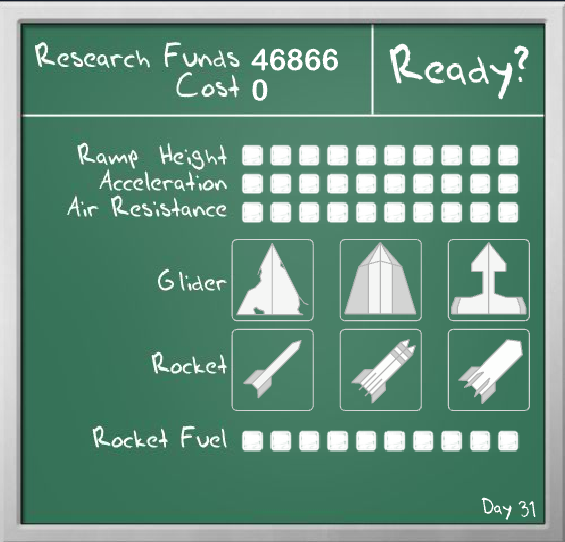 Research Funds 46866
Cost 0
Ready?
Ramp Height
Acceleration
Air Resistance
Glider
Rocket
Rocket Fuel
Day 31